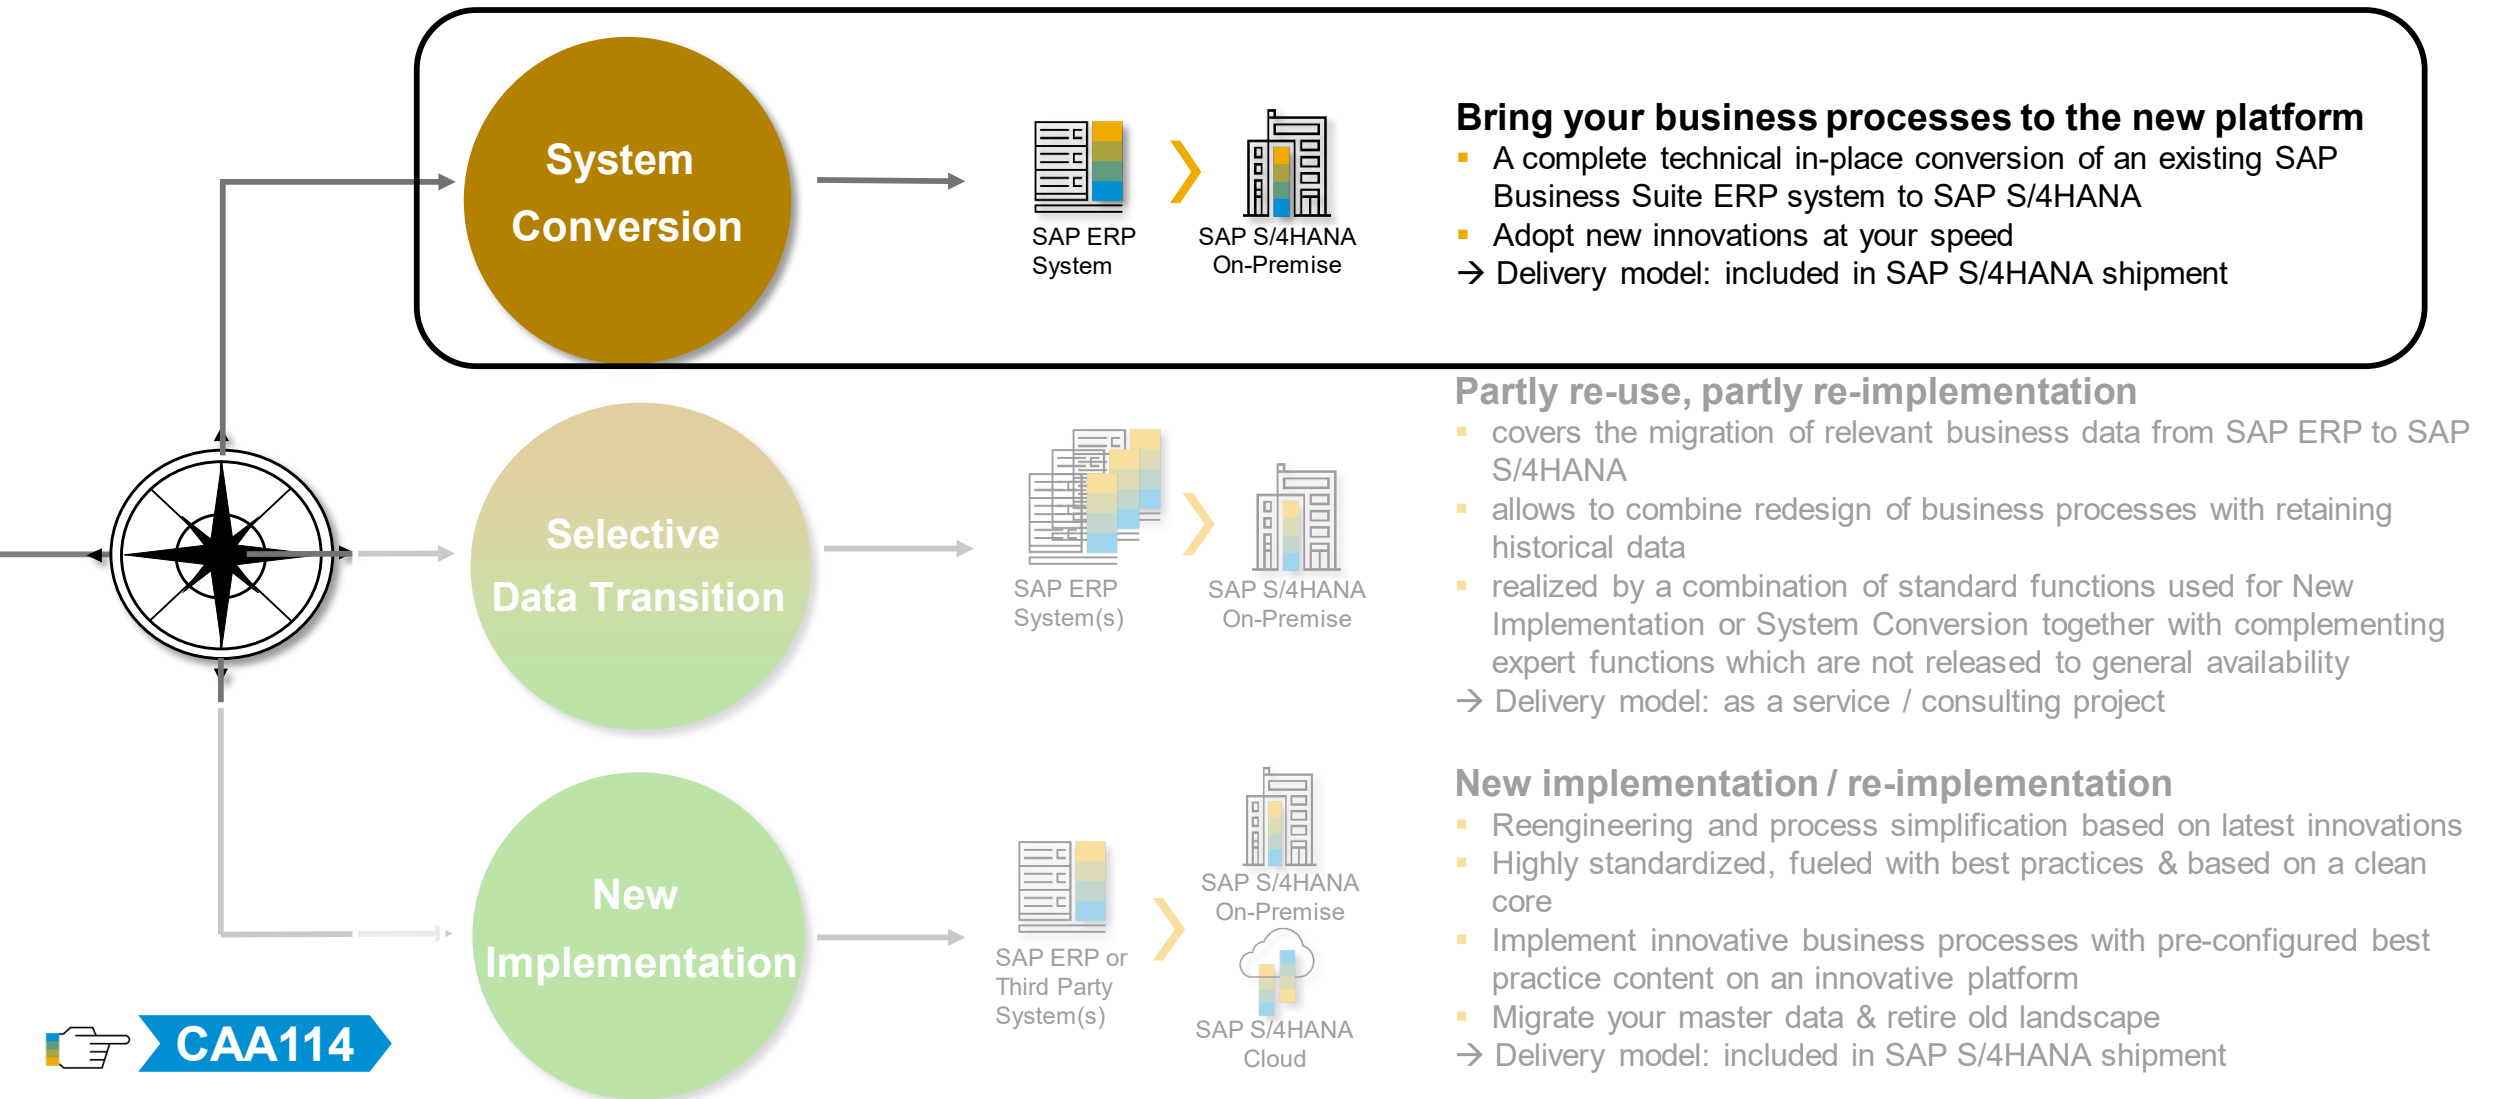 System
Conversion
SAP ERP
System
SAP S/4HANA
On-Premise
Bring your business processes to the new platform
▪ A complete technical in-place conversion of an existing SAP
Business Suite ERP system to SAP S/4HANA
▪ Adopt new innovations at your speed
→ Delivery model: included in SAP S/4HANA shipment
Selective
Data Transition
SAP ERP
System(s)
SAP S/4HANA
On-Premise
Partly re-use, partly re-implementation
▪ covers the migration of relevant business data from SAP ERP to SAP
S/4HANA
▪ allows to combine redesign of business processes with retaining
historical data
▪ realized by a combination of standard functions used for New
Implementation or System Conversion together with complementing
expert functions which are not released to general availability
→ Delivery model: as a service / consulting project
New
Implementation
SAP ERP or
Third Party
System(s)
SAP S/4HANA
On-Premise
SAP S/4HANA
Cloud
New implementation / re-implementation
▪ Reengineering and process simplification based on latest innovations
▪ Highly standardized, fueled with best practices & based on a clean
core
▪ Implement innovative business processes with pre-configured best
practice content on an innovative platform
▪ Migrate your master data & retire old landscape
→ Delivery model: included in SAP S/4HANA shipment
CAA114